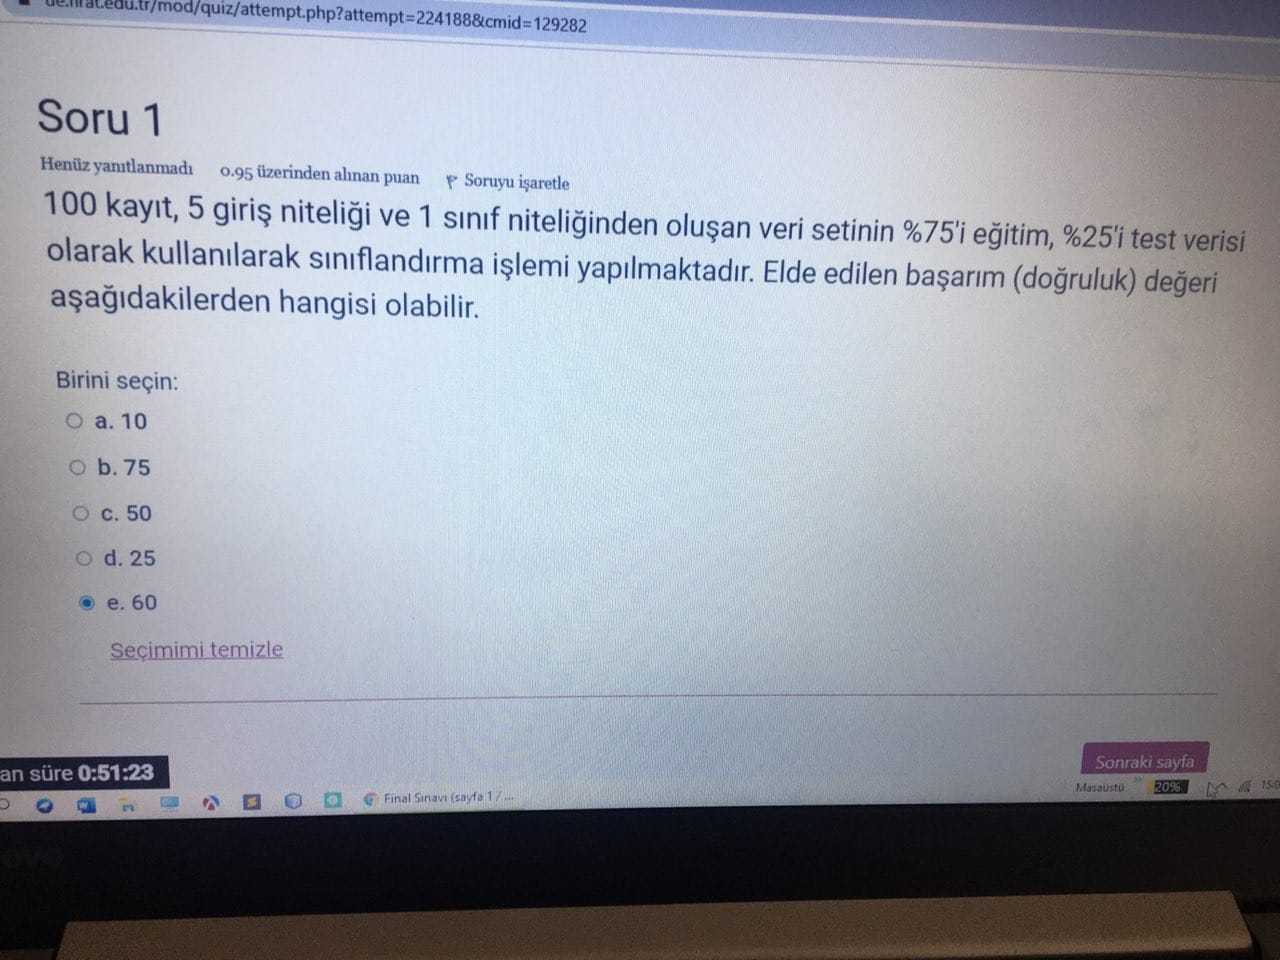 ue.firat.edu.tr/mod/quiz/attempt.php?attempt=224188&cmid=129282
Soru 1
Henüz yanıtlanmadı 0.95 üzerinden alınan puan Soruyu işaretle
100 kayıt, 5 giriş niteliği ve 1 sınıf niteliğinden oluşan veri setinin %75'i eğitim, %25'i test verisi
olarak kullanılarak sınıflandırma işlemi yapılmaktadır. Elde edilen başarım (doğruluk) değeri
aşağıdakilerden hangisi olabilir.
Birini seçin:
a. 10
b. 75
c. 50
d. 25
e. 60
Seçimimi temizle
Sonraki sayfa
an süre 0:51:23
Final Sınavı (sayfa 1 / ...
Masaüstü
20%